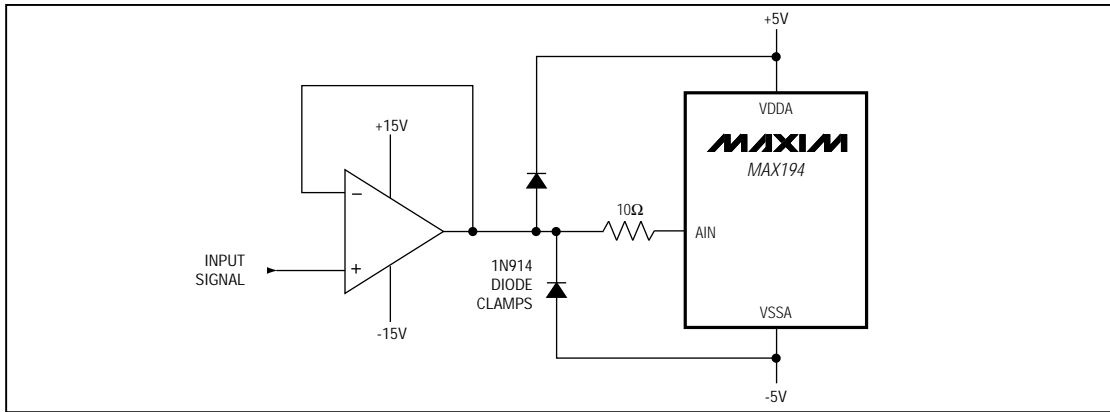 +5V
+15V
VDDA
MAXIM
MAX194
−
10Ω
AIN
INPUT
SIGNAL
+
1N914
DIODE
CLAMPS
VSSA
-15V
-5V